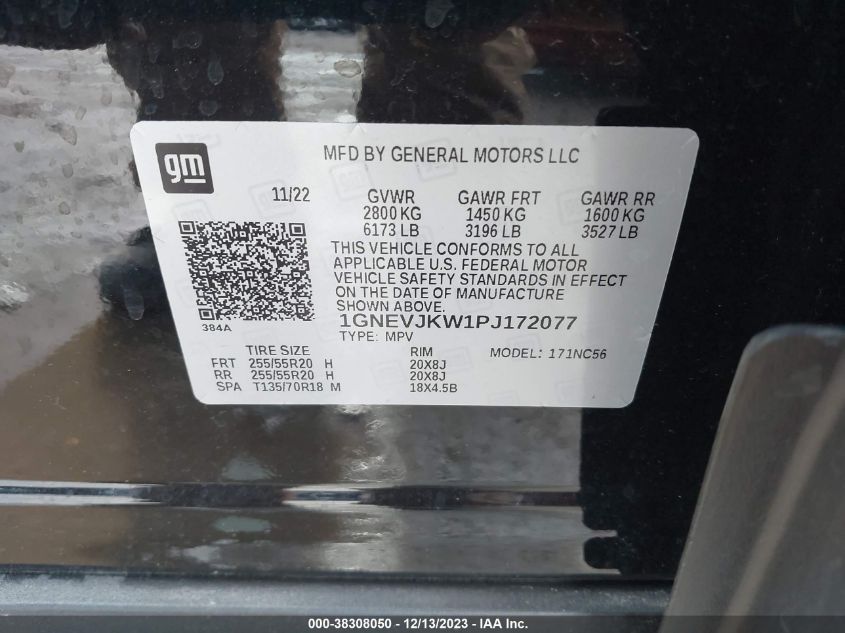 gm
MFD BY GENERAL MOTORS LLC
11/22 GVWR GAWR FRT GAWR RR
2800 KG 1450 KG 1600 KG
6173 LB 3196 LB 3527 LB
THIS VEHICLE CONFORMS TO ALL
APPLICABLE U.S. FEDERAL MOTOR
VEHICLE SAFETY STANDARDS IN EFFECT
ON THE DATE OF MANUFACTURE
SHOWN ABOVE.
384A
1GNEVJKW1PJ172077
TYPE: MPV
TIRE SIZE RIM MODEL: 171NC56
FRT 255/55R20 H 20X8J
RR 255/55R20 H 20X8J
SPA T135/70R18 M 18X4.5B
000-38308050 - 12/13/2023 - IAA Inc.